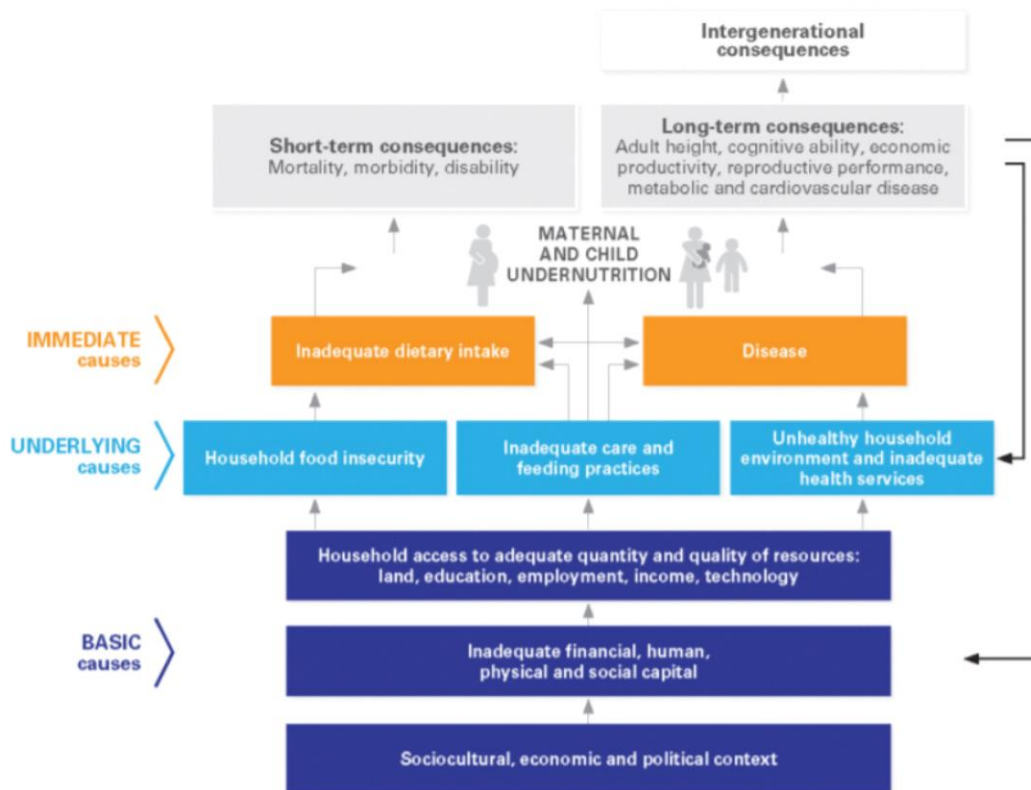 Intergenerational
consequences
Short-term consequences:
Mortality, morbidity, disability
Long-term consequences:
Adult height, cognitive ability, economic
productivity, reproductive performance,
metabolic and cardiovascular disease
MATERNAL
AND CHILD
UNDERNUTRITION
IMMEDIATE
causes
Inadequate dietary intake
Disease
UNDERLYING
causes
Household food insecurity
Inadequate care and
feeding practices
Unhealthy household
environment and inadequate
health services
Household access to adequate quantity and quality of resources:
land, education, employment, income, technology
BASIC
causes
Inadequate financial, human,
physical and social capital
Sociocultural, economic and political context